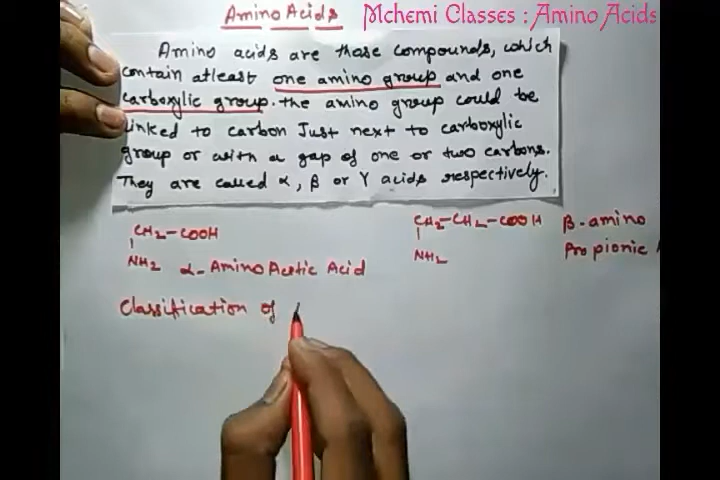 Amino Acids
Mchemi Classes : Amino Acids
Amino acids are those compounds, which
contain atleast one amino group and one
carboxylic group. The amino group could be
linked to carbon Just next to carboxylic
group or with a gap of one or two carbons.
They are called α, β or γ acids respectively.
CH2-COOH
NH2 α-Amino Acetic Acid
CH2-CH2-COOH β-amino
NH2 Propionic
Classification of